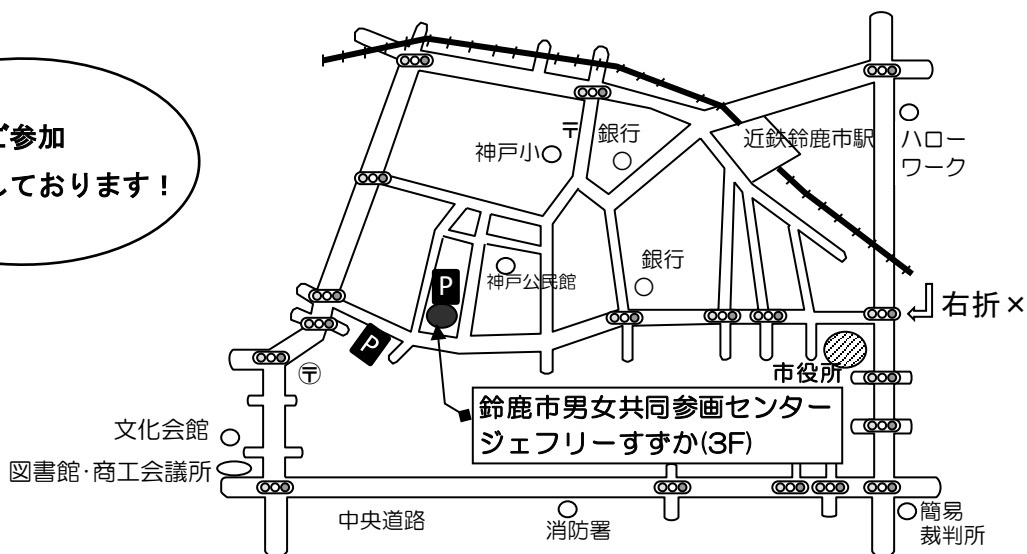 ご参加
しております！
神戸小
〒
銀行
近鉄鈴鹿市駅
ハロー
ワーク
神戸公民館
銀行
P
右折×
P
〒
市役所
鈴鹿市男女共同参画センター
ジェフリーすずか(3F)
文化会館
図書館･商工会議所
中央道路
消防署
簡易
裁判所